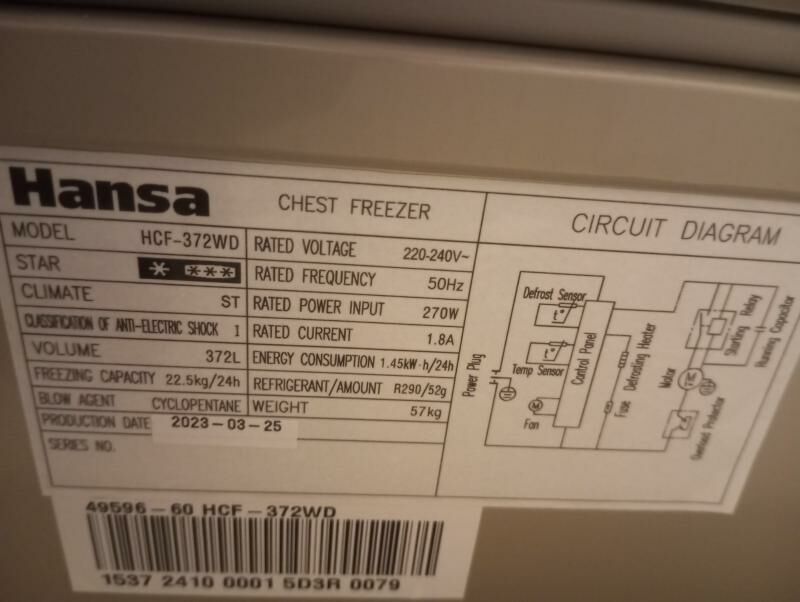 Hansa CHEST FREEZER
MODEL HCF-372WD
STAR * ***
CLIMATE ST
CLASSIFICATION OF ANTI-ELECTRIC SHOCK I
VOLUME 372L
FREEZING CAPACITY 22.5kg/24h
BLOW AGENT CYCLOPENTANE
PRODUCTION DATE 2023-03-25
SERIES NO.
RATED VOLTAGE 220-240V~
RATED FREQUENCY 50Hz
RATED POWER INPUT 270W
RATED CURRENT 1.8A
ENERGY CONSUMPTION 1.45kW·h/24h
REFRIGERANT/AMOUNT R290/52g
WEIGHT 57kg
CIRCUIT DIAGRAM
Power Plug
Defrost Sensor
t°
t°
Temp Sensor
M
Fan
Control Panel
Fuse
Defrosting Heater
Motor
Starting Relay
Running Capacitor
Overload Protector
49596-60 HCF-372WD
1537 2410 0001 5D3R 0079